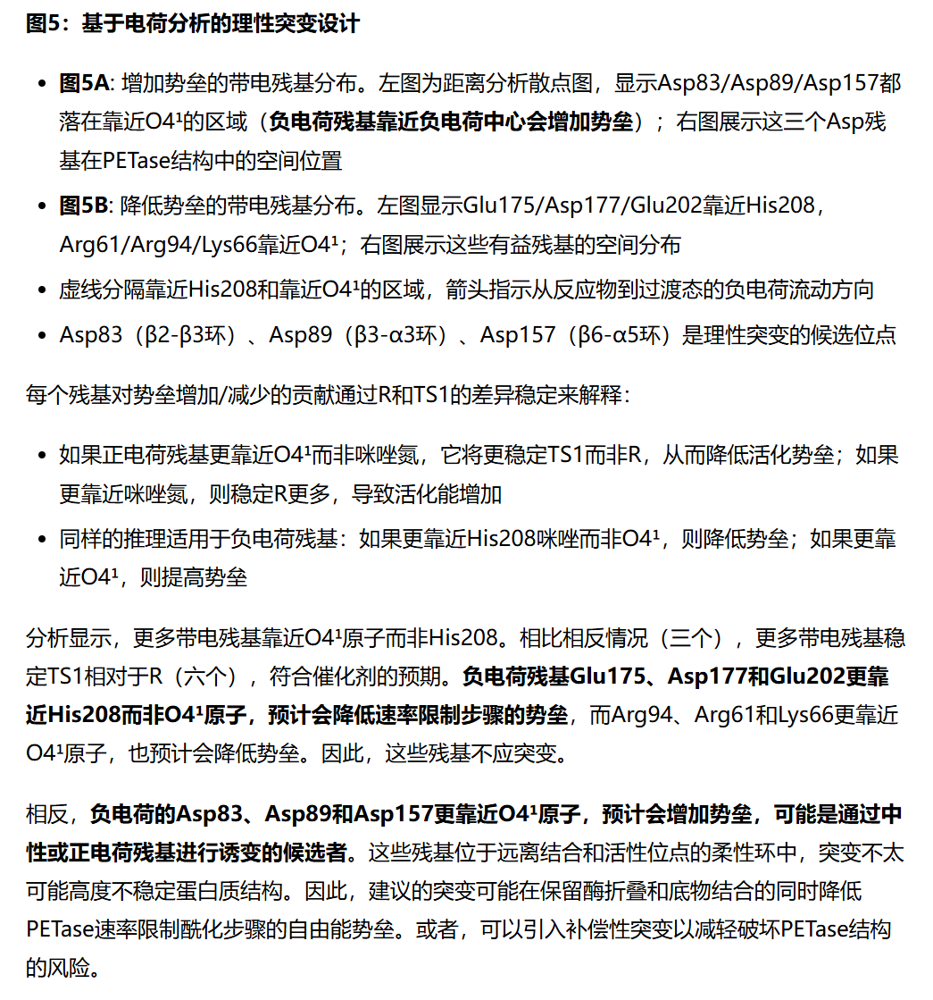 图5：基于电荷分析的理性突变设计
• 图5A: 增加势垒的带电残基分布。左图为距离分析散点图，显示Asp83/Asp89/Asp157都
落在靠近O4¹的区域（负电荷残基靠近负电荷中心会增加势垒）；右图展示这三个Asp残
基在PETase结构中的空间位置
• 图5B: 降低势垒的带电残基分布。左图显示Glu175/Asp177/Glu202靠近His208，
Arg61/Arg94/Lys66靠近O4¹；右图展示这些有益残基的空间分布
• 虚线分隔靠近His208和靠近O4¹的区域，箭头指示从反应物到过渡态的负电荷流动方向
• Asp83（β2-β3环）、Asp89（β3-α3环）、Asp157（β6-α5环）是理性突变的候选位点
每个残基对势垒增加/减少的贡献通过R和TS1的差异稳定来解释：
• 如果正电荷残基更靠近O4¹而非咪唑氮，它将更稳定TS1而非R，从而降低活化势垒；如果
更靠近咪唑氮，则稳定R更多，导致活化能增加
• 同样的推理适用于负电荷残基：如果更靠近His208咪唑而非O4¹，则降低势垒；如果更靠
近O4¹，则提高势垒
分析显示，更多带电残基靠近O4¹原子而非His208。相比相反情况（三个），更多带电残基稳
定TS1相对于R（六个），符合催化剂的预期。负电荷残基Glu175、Asp177和Glu202更靠
近His208而非O4¹原子，预计会降低速率限制步骤的势垒，而Arg94、Arg61和Lys66更靠近
O4¹原子，也预计会降低势垒。因此，这些残基不应突变。
相反，负电荷的Asp83、Asp89和Asp157更靠近O4¹原子，预计会增加势垒，可能是通过中
性或正电荷残基进行诱变的候选者。这些残基位于远离结合和活性位点的柔性环中，突变不太
可能高度不稳定蛋白质结构。因此，建议的突变可能在保留酶折叠和底物结合的同时降低
PETase速率限制酰化步骤的自由能势垒。或者，可以引入补偿性突变以减轻破坏PETase结构
的风险。